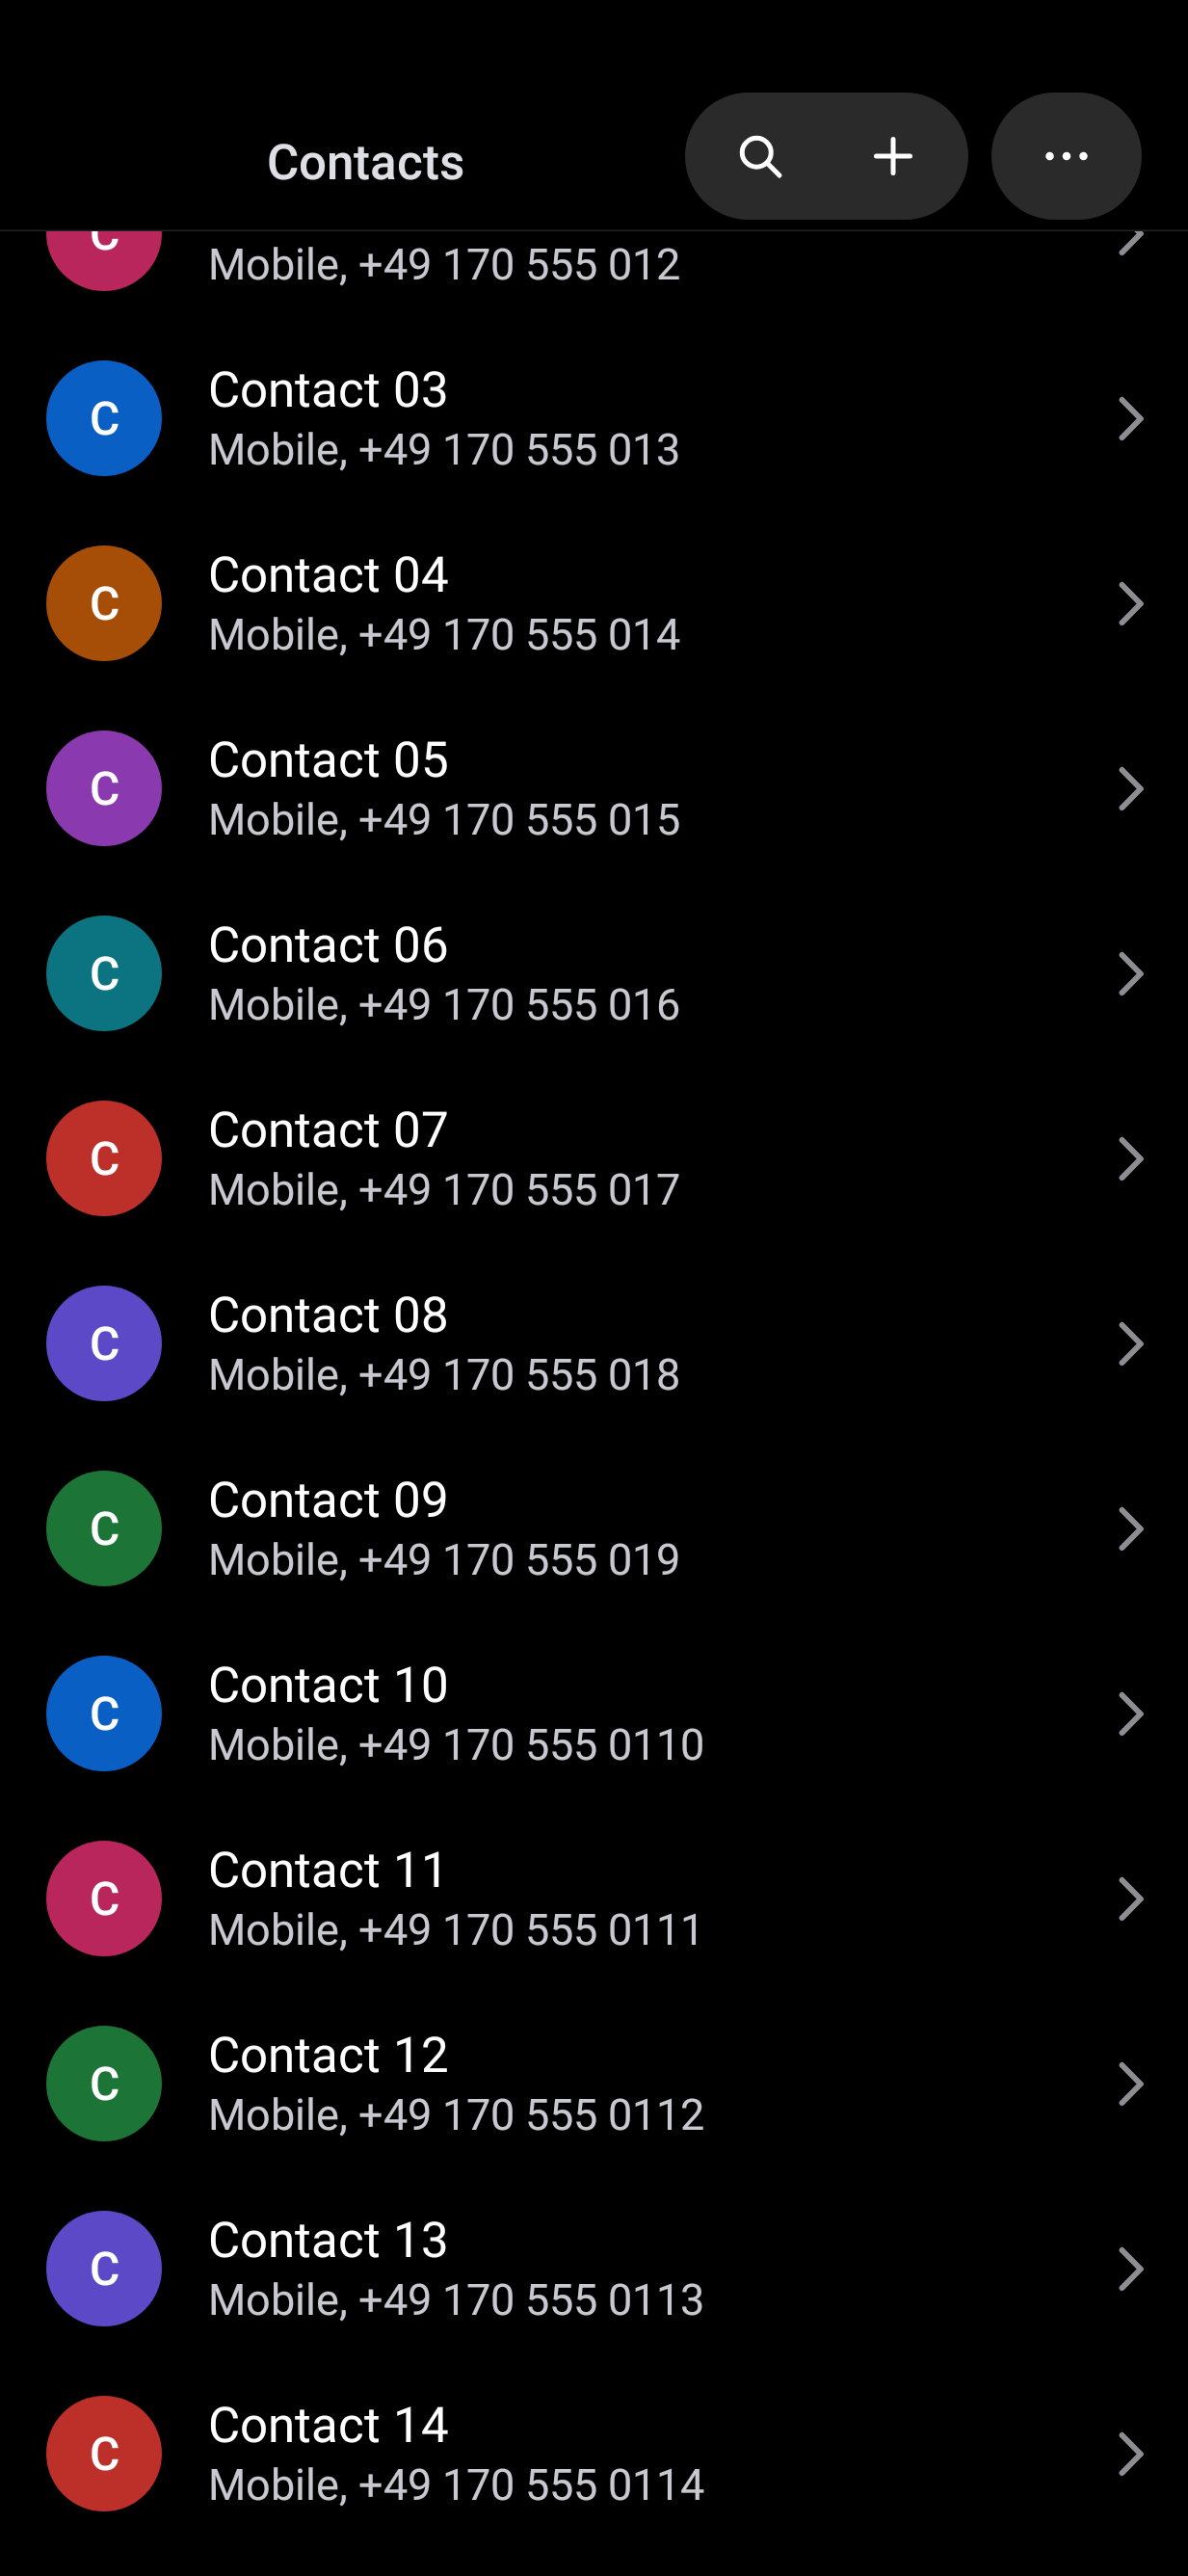 Contacts
Mobile, +49 170 555 012
C
Contact 03
Mobile, +49 170 555 013
C
Contact 04
Mobile, +49 170 555 014
C
Contact 05
Mobile, +49 170 555 015
C
Contact 06
Mobile, +49 170 555 016
C
Contact 07
Mobile, +49 170 555 017
C
Contact 08
Mobile, +49 170 555 018
C
Contact 09
Mobile, +49 170 555 019
C
Contact 10
Mobile, +49 170 555 0110
C
Contact 11
Mobile, +49 170 555 0111
C
Contact 12
Mobile, +49 170 555 0112
C
Contact 13
Mobile, +49 170 555 0113
C
Contact 14
Mobile, +49 170 555 0114